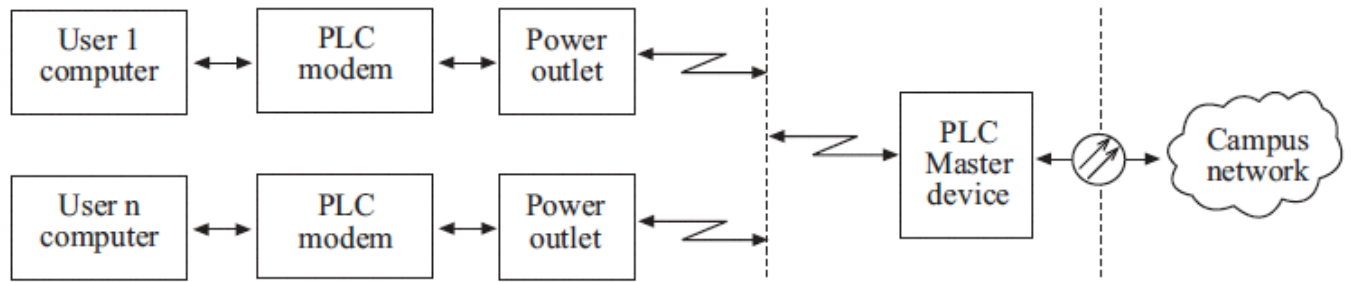 User 1
computer
PLC
modem
Power
outlet
PLC
Master
device
Campus
network
User n
computer
PLC
modem
Power
outlet